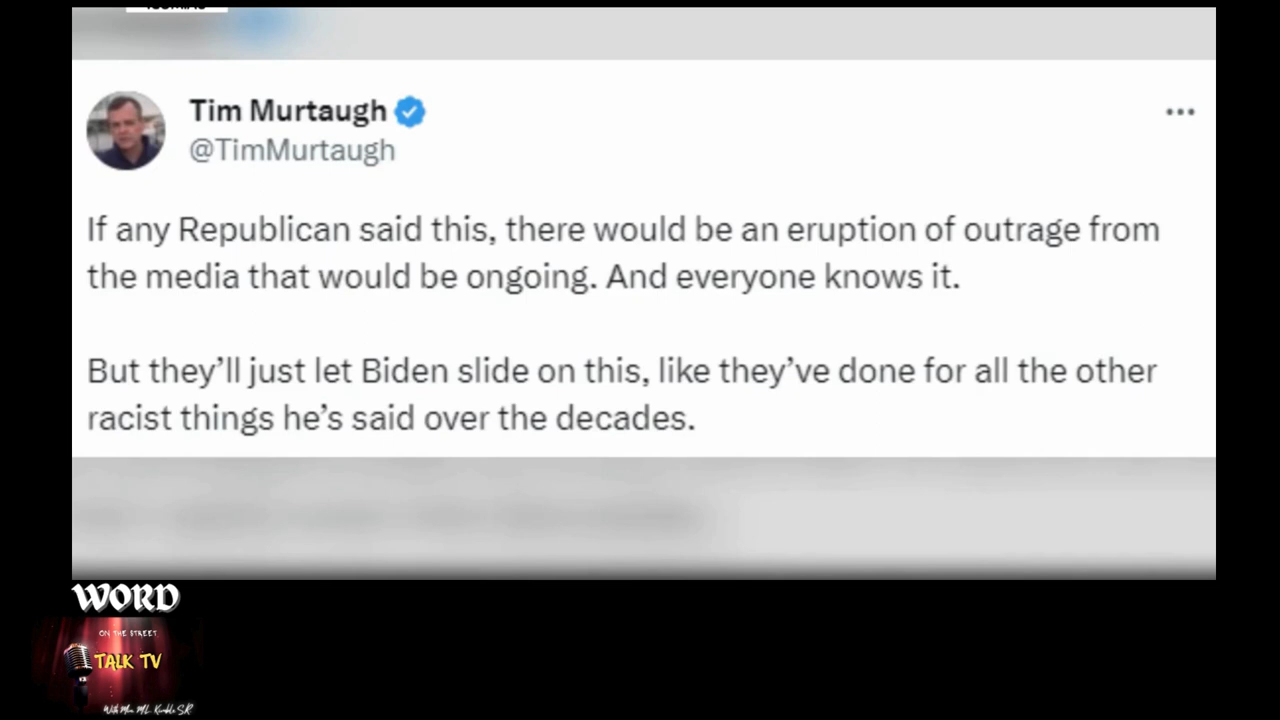 Tim Murtaugh
@TimMurtaugh
If any Republican said this, there would be an eruption of outrage from
the media that would be ongoing. And everyone knows it.
But they’ll just let Biden slide on this, like they’ve done for all the other
racist things he’s said over the decades.
WORD
ON THE STREET
TALK TV